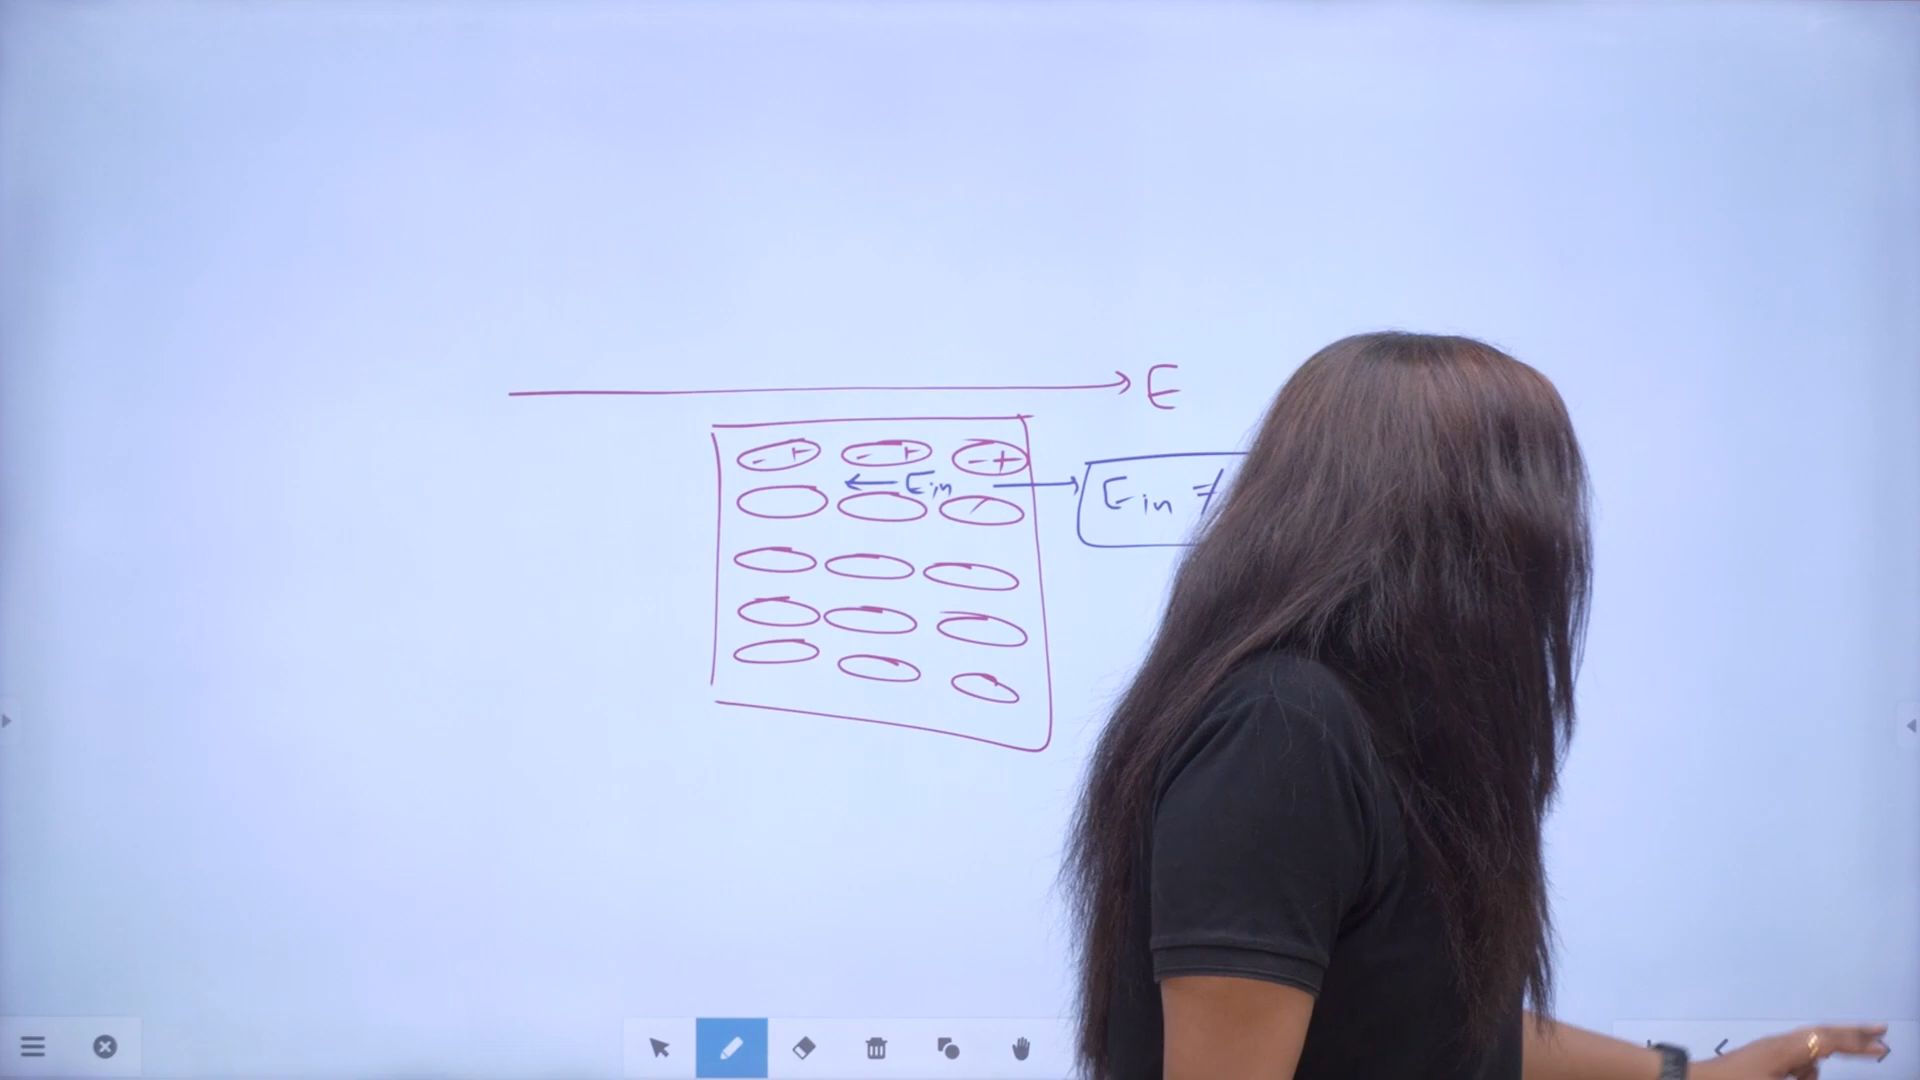 E
- + - + - +
← Ein
Ein ≠